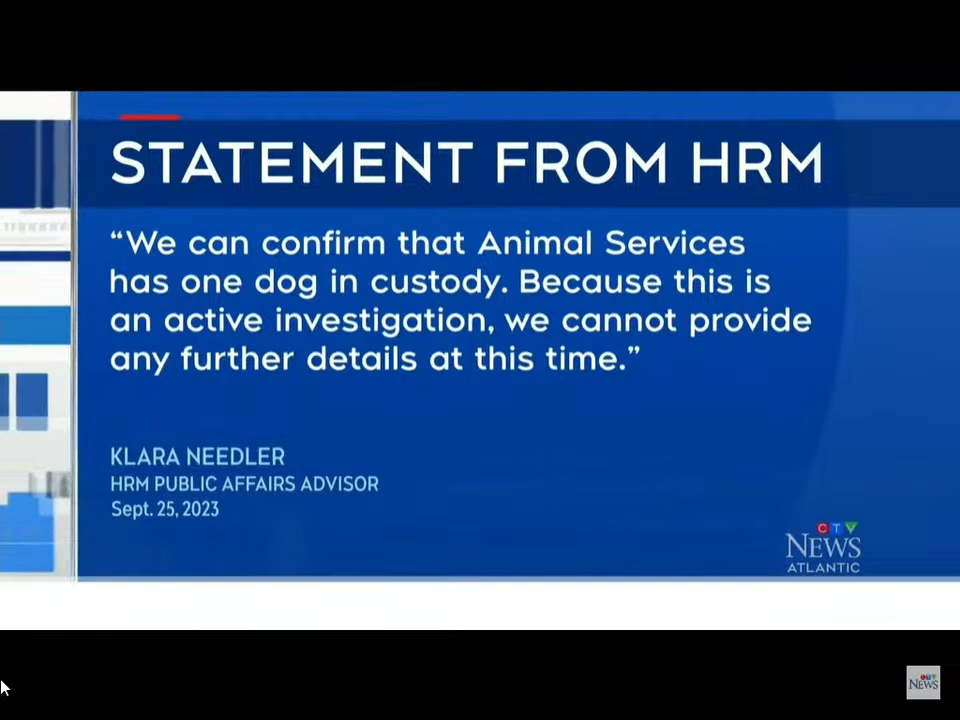 STATEMENT FROM HRM
“We can confirm that Animal Services
has one dog in custody. Because this is
an active investigation, we cannot provide
any further details at this time.”
KLARA NEEDLER
HRM PUBLIC AFFAIRS ADVISOR
Sept. 25, 2023
CTV
NEWS
ATLANTIC
CTV
NEWS